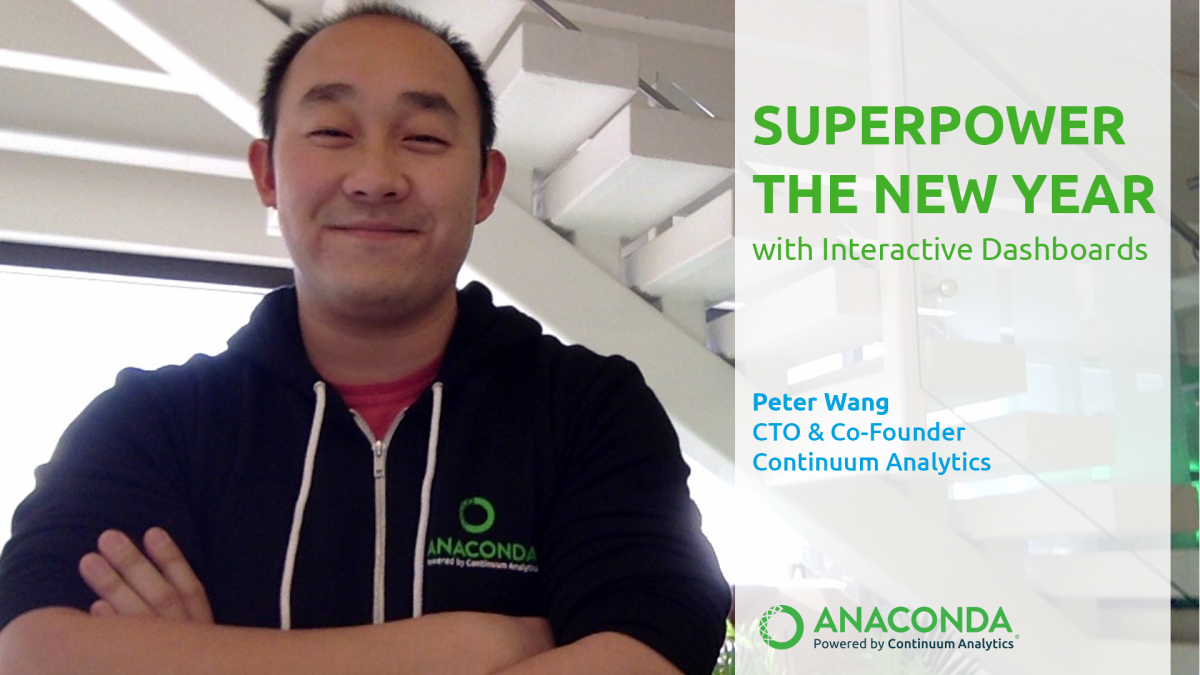 SUPERPOWER
THE NEW YEAR
with Interactive Dashboards
Peter Wang
CTO & Co-Founder
Continuum Analytics
ANACONDA
Powered by Continuum Analytics
ANACONDA®
Powered by Continuum Analytics